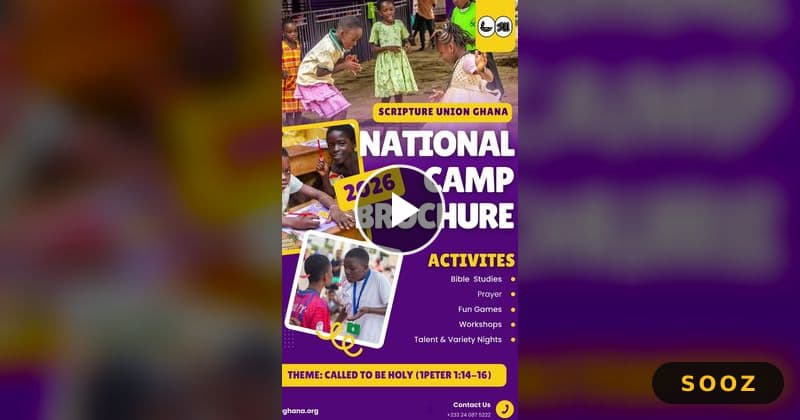 SCRIPTURE UNION GHANA
NATIONAL
2026 CAMP
BROCHURE
ACTIVITES
Bible Studies
Prayer
Fun Games
Workshops
Talent & Variety Nights
THEME: CALLED TO BE HOLY (1PETER 1:14-16)
Contact Us
ghana.org
+233 24 087 5222
SOOZ